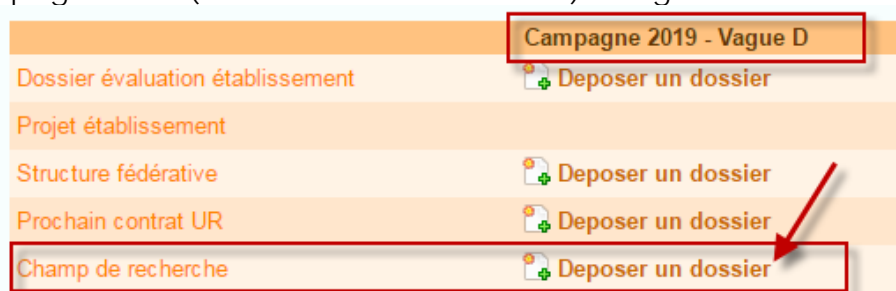 Campagne 2019 - Vague D
Dossier évaluation établissement Deposer un dossier
Projet établissement
Structure fédérative Deposer un dossier
Prochain contrat UR Deposer un dossier
Champ de recherche Deposer un dossier